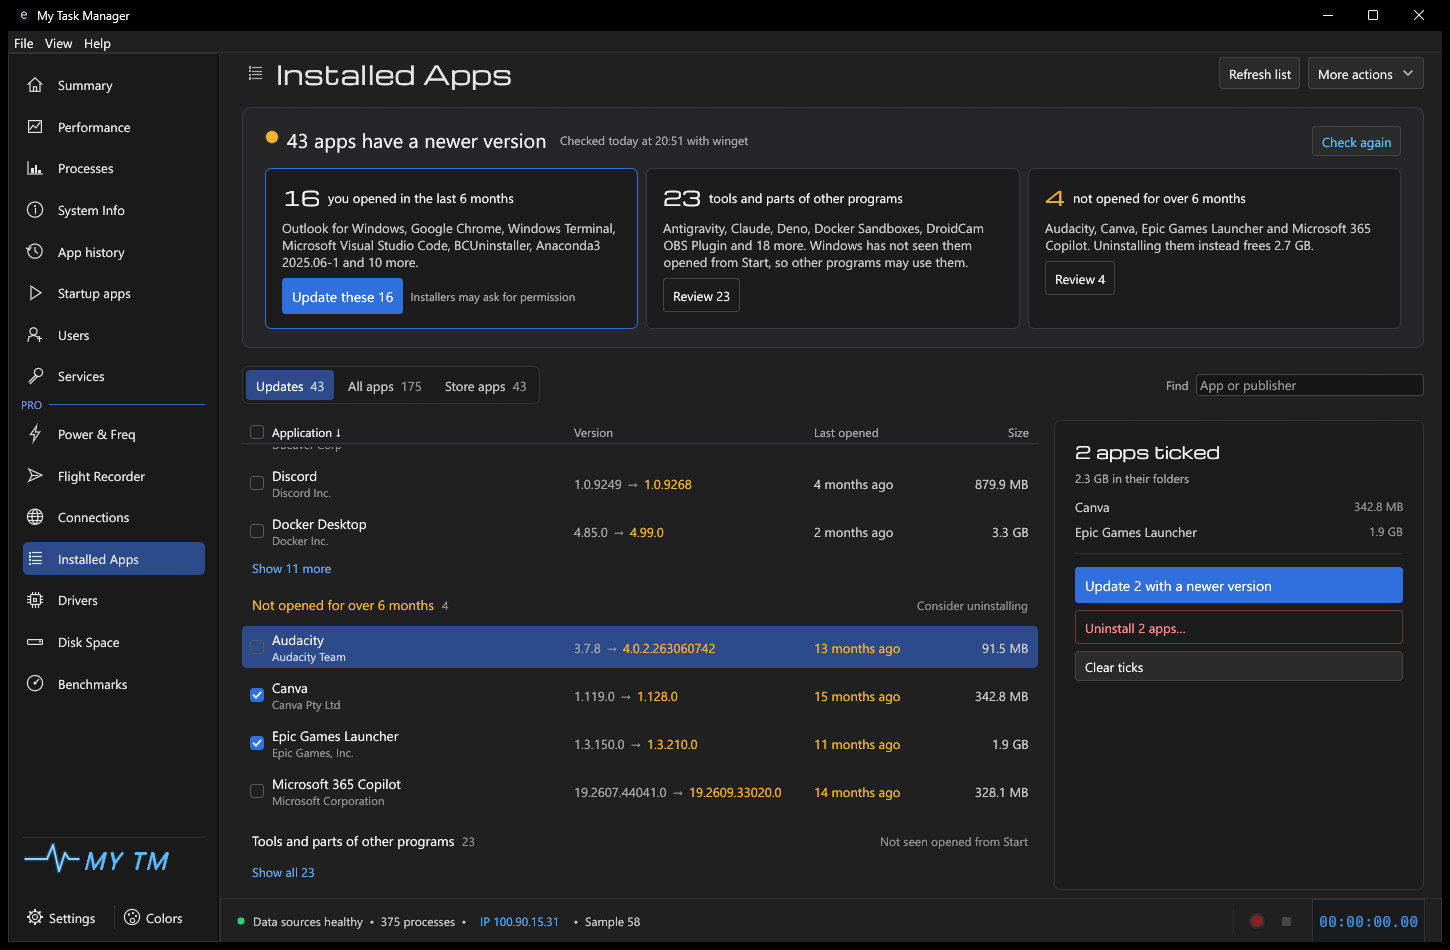 My Task Manager
File View Help
Summary
Performance
Processes
System Info
App history
Startup apps
Users
Services
PRO
Power & Freq
Flight Recorder
Connections
Installed Apps
Drivers
Disk Space
Benchmarks
MY TM
Settings Colors
Installed Apps
Refresh list More actions
43 apps have a newer version Checked today at 20:51 with winget Check again
16 you opened in the last 6 months
Outlook for Windows, Google Chrome, Windows Terminal,
Microsoft Visual Studio Code, BCUninstaller, Anaconda3
2025.06-1 and 10 more.
Update these 16 Installers may ask for permission
23 tools and parts of other programs
Antigravity, Claude, Deno, Docker Sandboxes, DroidCam
OBS Plugin and 18 more. Windows has not seen them
opened from Start, so other programs may use them.
Review 23
4 not opened for over 6 months
Audacity, Canva, Epic Games Launcher and Microsoft 365
Copilot. Uninstalling them instead frees 2.7 GB.
Review 4
Updates 43 All apps 175 Store apps 43 Find App or publisher
Application ↓ Version Last opened Size
Discord 1.0.9249 → 1.0.9268 4 months ago 879.9 MB
Discord Inc.
Docker Desktop 4.85.0 → 4.99.0 2 months ago 3.3 GB
Docker Inc.
Show 11 more
Not opened for over 6 months 4 Consider uninstalling
Audacity 3.7.8 → 4.0.2.263060742 13 months ago 91.5 MB
Audacity Team
Canva 1.119.0 → 1.128.0 15 months ago 342.8 MB
Canva Pty Ltd
Epic Games Launcher 1.3.150.0 → 1.3.210.0 11 months ago 1.9 GB
Epic Games, Inc.
Microsoft 365 Copilot 19.2607.44041.0 → 19.2609.33020.0 14 months ago 328.1 MB
Microsoft Corporation
Tools and parts of other programs 23 Not seen opened from Start
Show all 23
2 apps ticked
2.3 GB in their folders
Canva 342.8 MB
Epic Games Launcher 1.9 GB
Update 2 with a newer version
Uninstall 2 apps...
Clear ticks
Data sources healthy • 375 processes • IP 100.90.15.31 • Sample 58 00:00:00.00